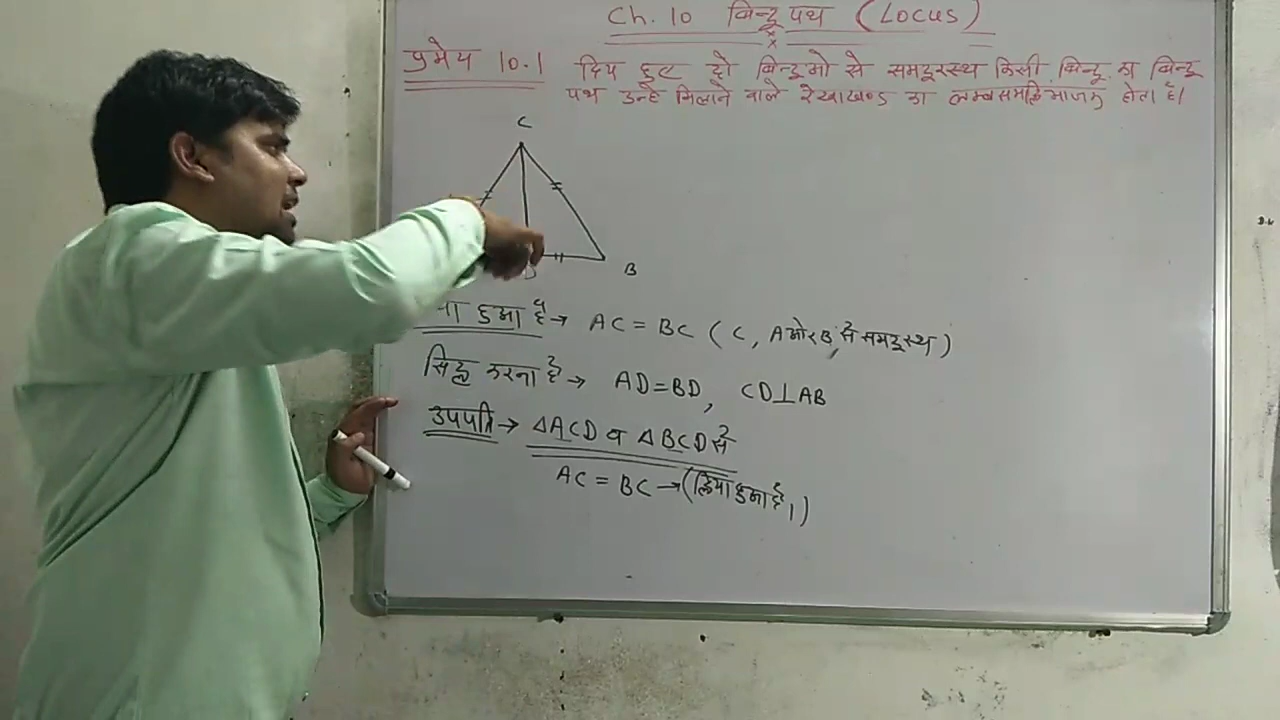 Ch. 10 बिन्दू पथ (Locus)
प्रमेय 10.1 दिए हुए दो बिन्दुओ से समदूरस्थ किसी बिन्दू का बिन्दू
पथ उन्हे मिलाने वाले रेखाखण्ड का लम्बसमद्विभाजक होता है।
C
B
हुआ है → AC = BC (C, A और B, से समदूरस्थ)
सिद्ध करना है → AD=BD, CD⊥AB
उपपति → ΔACD व ΔBCD से
AC = BC → (दिया हुआ है।)